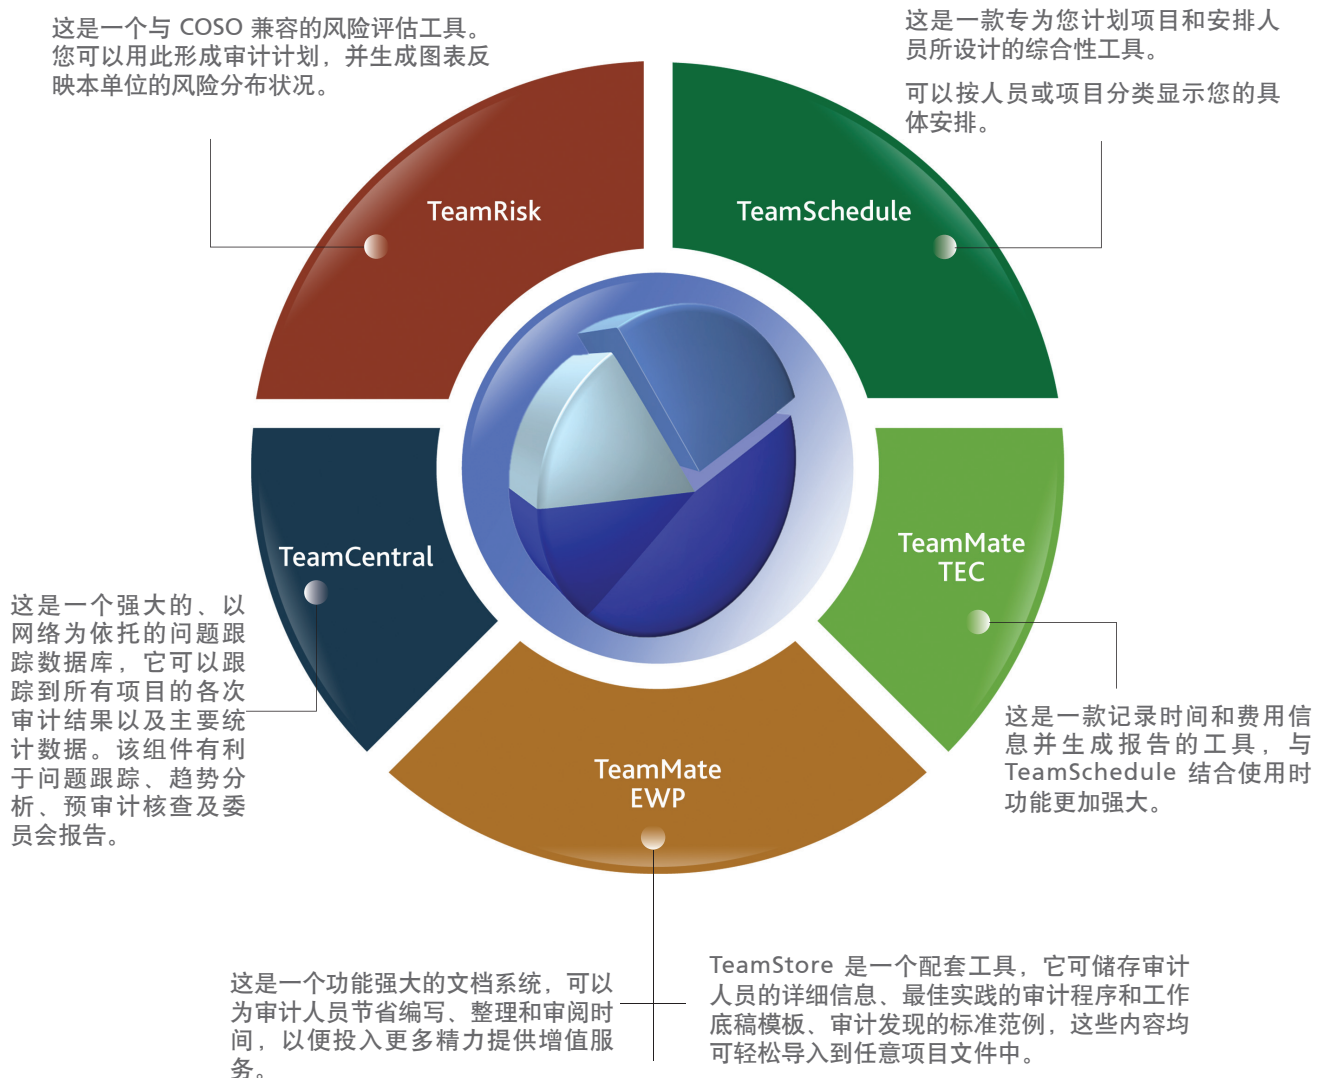 这是一个与 COSO 兼容的风险评估工具。
您可以用此形成审计计划，并生成图表反
映本单位的风险分布状况。
这是一款专为您计划项目和安排人
员所设计的综合性工具。
可以按人员或项目分类显示您的具
体安排。
TeamRisk
TeamSchedule
TeamCentral
TeamMate
TEC
这是一个强大的、以
网络为依托的问题跟
踪数据库，它可以跟
踪到所有项目的各次
审计结果以及主要统
计数据。该组件有利
于问题跟踪、趋势分
析、预审计核查及委
员会报告。
这是一款记录时间和费用信
息并生成报告的工具，与
TeamSchedule 结合使用时
功能更加强大。
TeamMate
EWP
这是一个功能强大的文档系统，可以
为审计人员节省编写、整理和审阅时
间，以便投入更多精力提供增值服
务。
TeamStore 是一个配套工具，它可储存审计
人员的详细信息、最佳实践的审计程序和工作
底稿模板、审计发现的标准范例，这些内容均
可轻松导入到任意项目文件中。